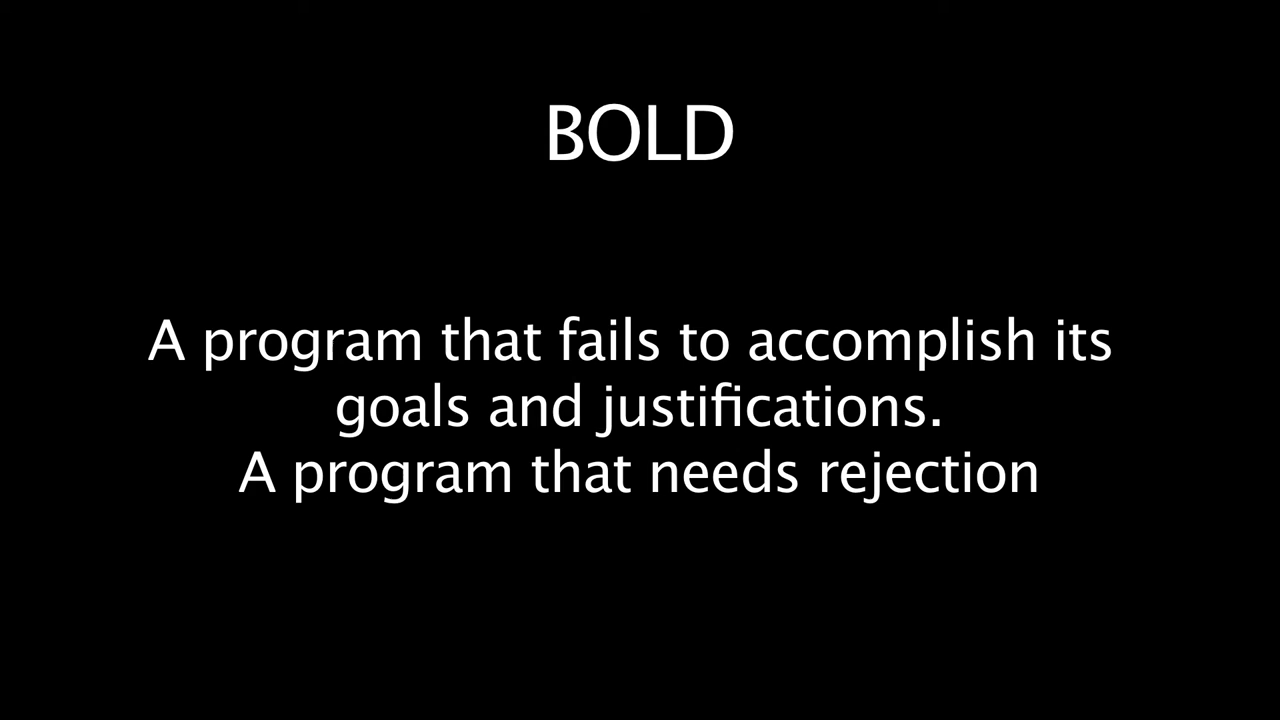 BOLD
A program that fails to accomplish its
goals and justifications.
A program that needs rejection